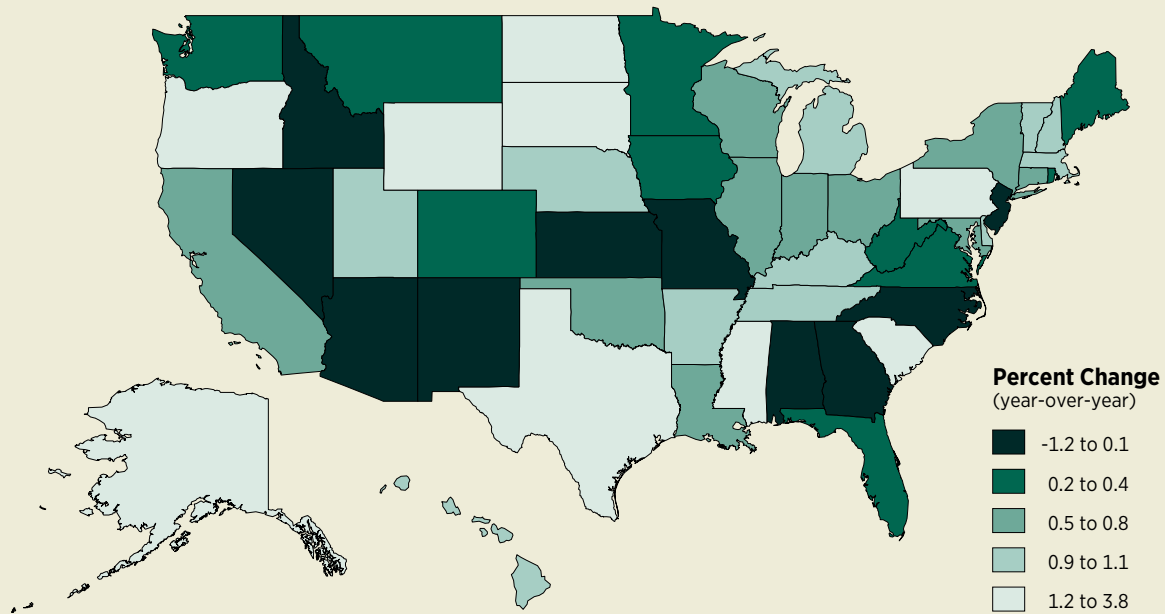 Percent Change
(year-over-year)
-1.2 to 0.1
0.2 to 0.4
0.5 to 0.8
0.9 to 1.1
1.2 to 3.8